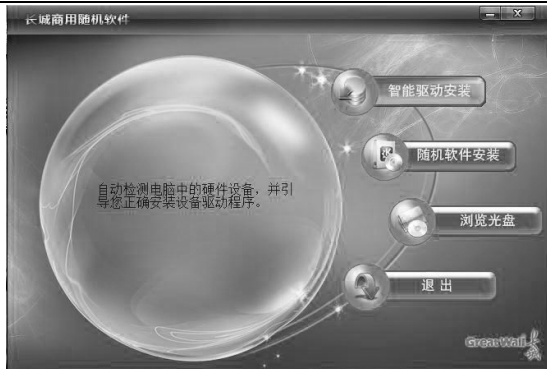 长城商用随机软件
智能驱动安装
随机软件安装
自动检测电脑中的硬件设备，并引
导您正确安装设备驱动程序。
浏览光盘
退出
Great Wall 长城